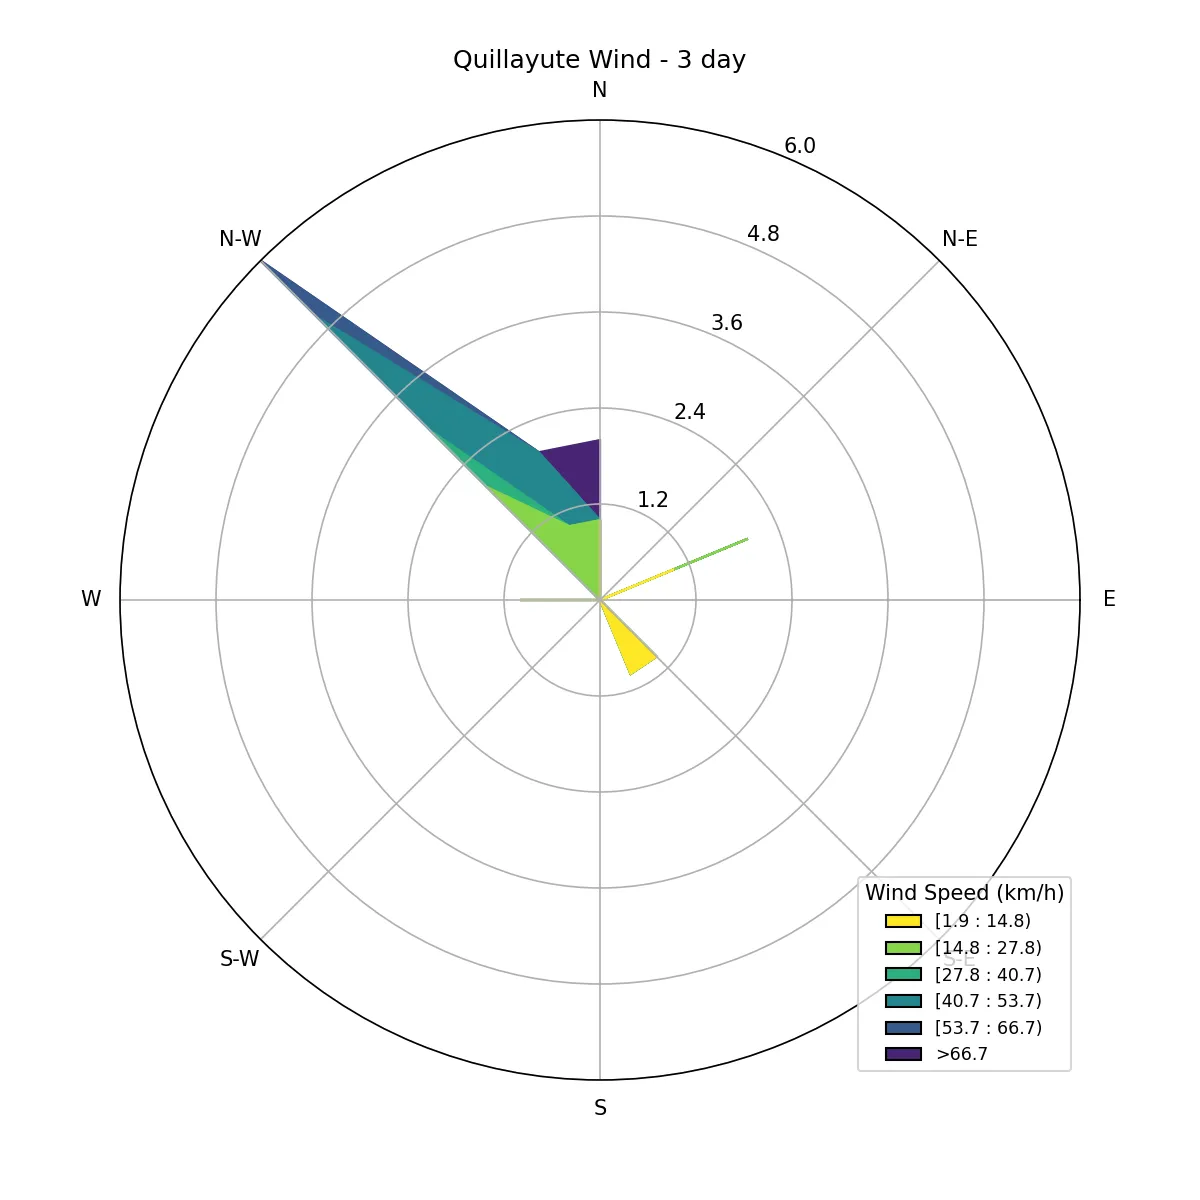 Quillayute Wind - 3 day
N
6.0
N-W
4.8
N-E
3.6
2.4
1.2
W
E
S-W
S-E
S
Wind Speed (km/h)
[1.9 : 14.8)
[14.8 : 27.8)
[27.8 : 40.7)
[40.7 : 53.7)
[53.7 : 66.7)
>66.7